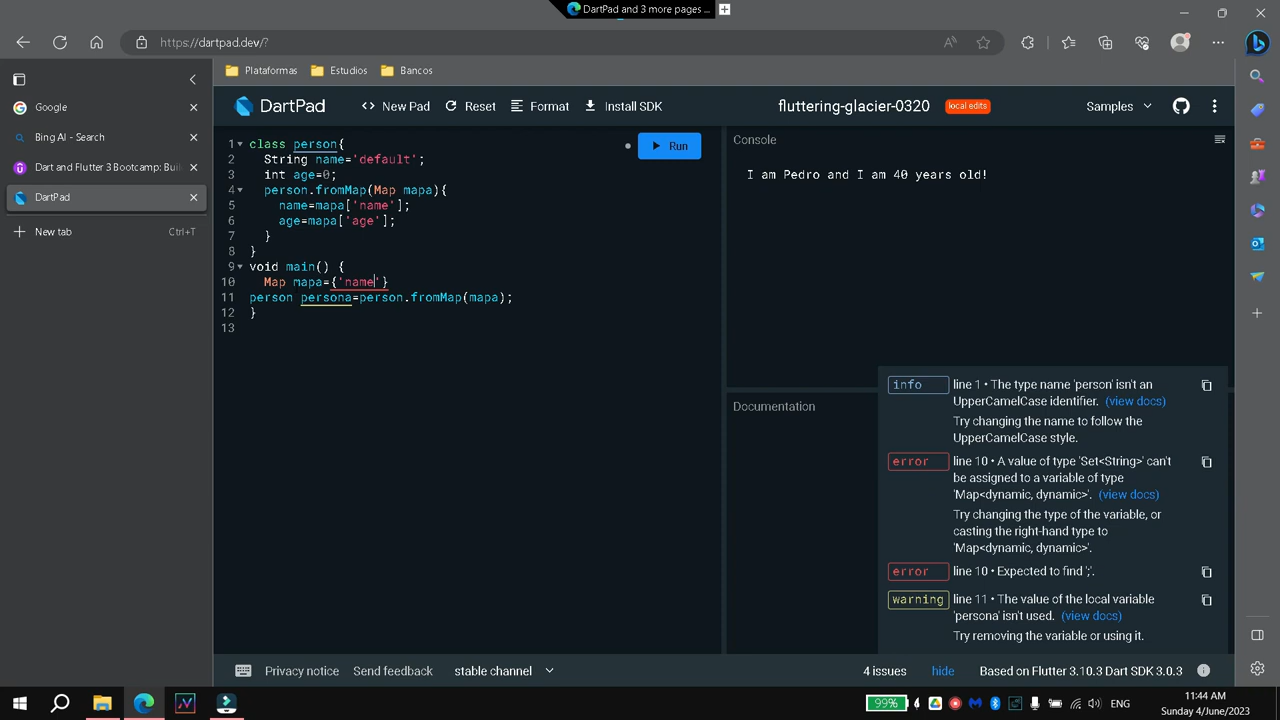 DartPad and 3 more pages ...
https://dartpad.dev/?
Plataformas
Estudios
Bancos
Google
Bing AI - Search
Dart and Flutter 3 Bootcamp: Buil
DartPad
New tab
Ctrl+T
DartPad
<> New Pad
Reset
Format
Install SDK
fluttering-glacier-0320
local edits
Samples
Run
1 class person{
2 String name='default';
3 int age=0;
4 person.fromMap(Map mapa){
5 name=mapa['name'];
6 age=mapa['age'];
7 }
8 }
9 void main() {
10 Map mapa={'name'}
11 person persona=person.fromMap(mapa);
12 }
13
Console
I am Pedro and I am 40 years old!
Documentation
info
line 1 • The type name 'person' isn't an
UpperCamelCase identifier. (view docs)
Try changing the name to follow the
UpperCamelCase style.
error
line 10 • A value of type 'Set<String>' can't
be assigned to a variable of type
'Map<dynamic, dynamic>'. (view docs)
Try changing the type of the variable, or
casting the right-hand type to
'Map<dynamic, dynamic>'.
error
line 10 • Expected to find ';'.
warning
line 11 • The value of the local variable
'persona' isn't used. (view docs)
Try removing the variable or using it.
Privacy notice
Send feedback
stable channel
4 issues
hide
Based on Flutter 3.10.3 Dart SDK 3.0.3
99%
ENG
11:44 AM
Sunday 4/June/2023